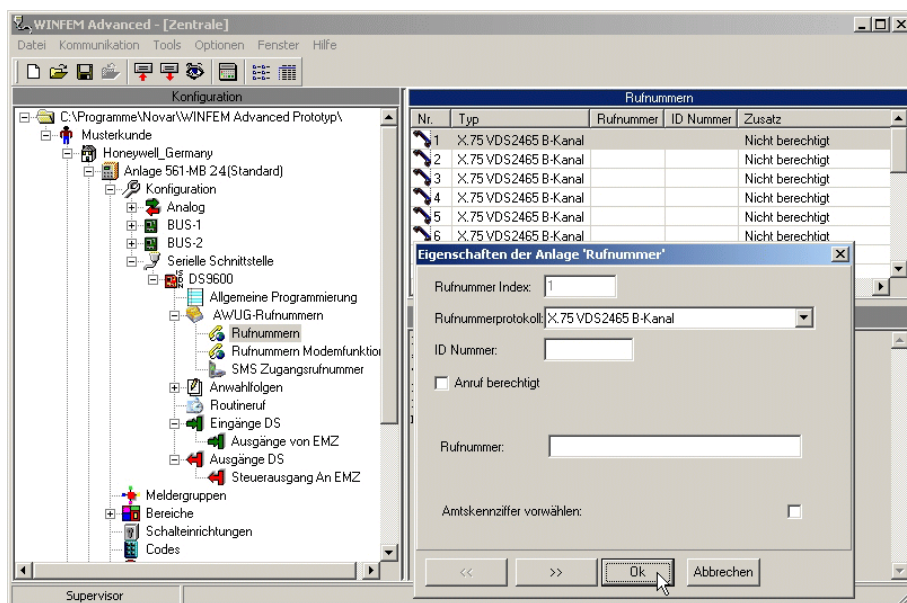 WINFEM Advanced - [Zentrale]
Datei Kommunikation Tools Optionen Fenster Hilfe
Konfiguration
C:\Programme\Novar\WINFEM Advanced Prototyp\
Musterkunde
Honeywell_Germany
Anlage 561-MB 24(Standard)
Konfiguration
Analog
BUS-1
BUS-2
Serielle Schnittstelle
DS9600
Allgemeine Programmierung
AWUG-Rufnummern
Rufnummern
Rufnummern Modemfunktion
SMS Zugangsrufnummer
Anwahlfolgen
Routineruf
Eingänge DS
Ausgänge von EMZ
Ausgänge DS
Steuerausgang An EMZ
Meldergruppen
Bereiche
Schalteinrichtungen
Codes
Rufnummern
Nr. Typ Rufnummer ID Nummer Zusatz
1 X.75 VDS2465 B-Kanal Nicht berechtigt
2 X.75 VDS2465 B-Kanal Nicht berechtigt
3 X.75 VDS2465 B-Kanal Nicht berechtigt
4 X.75 VDS2465 B-Kanal Nicht berechtigt
5 X.75 VDS2465 B-Kanal Nicht berechtigt
6 X.75 VDS2465 B-Kanal Nicht berechtigt
Eigenschaften der Anlage 'Rufnummer'
Rufnummer Index: 1
Rufnummerprotokoll: X.75 VDS2465 B-Kanal
ID Nummer:
Anruf berechtigt
Rufnummer:
Amtskennziffer vorwählen:
<< >> Ok Abbrechen
Supervisor